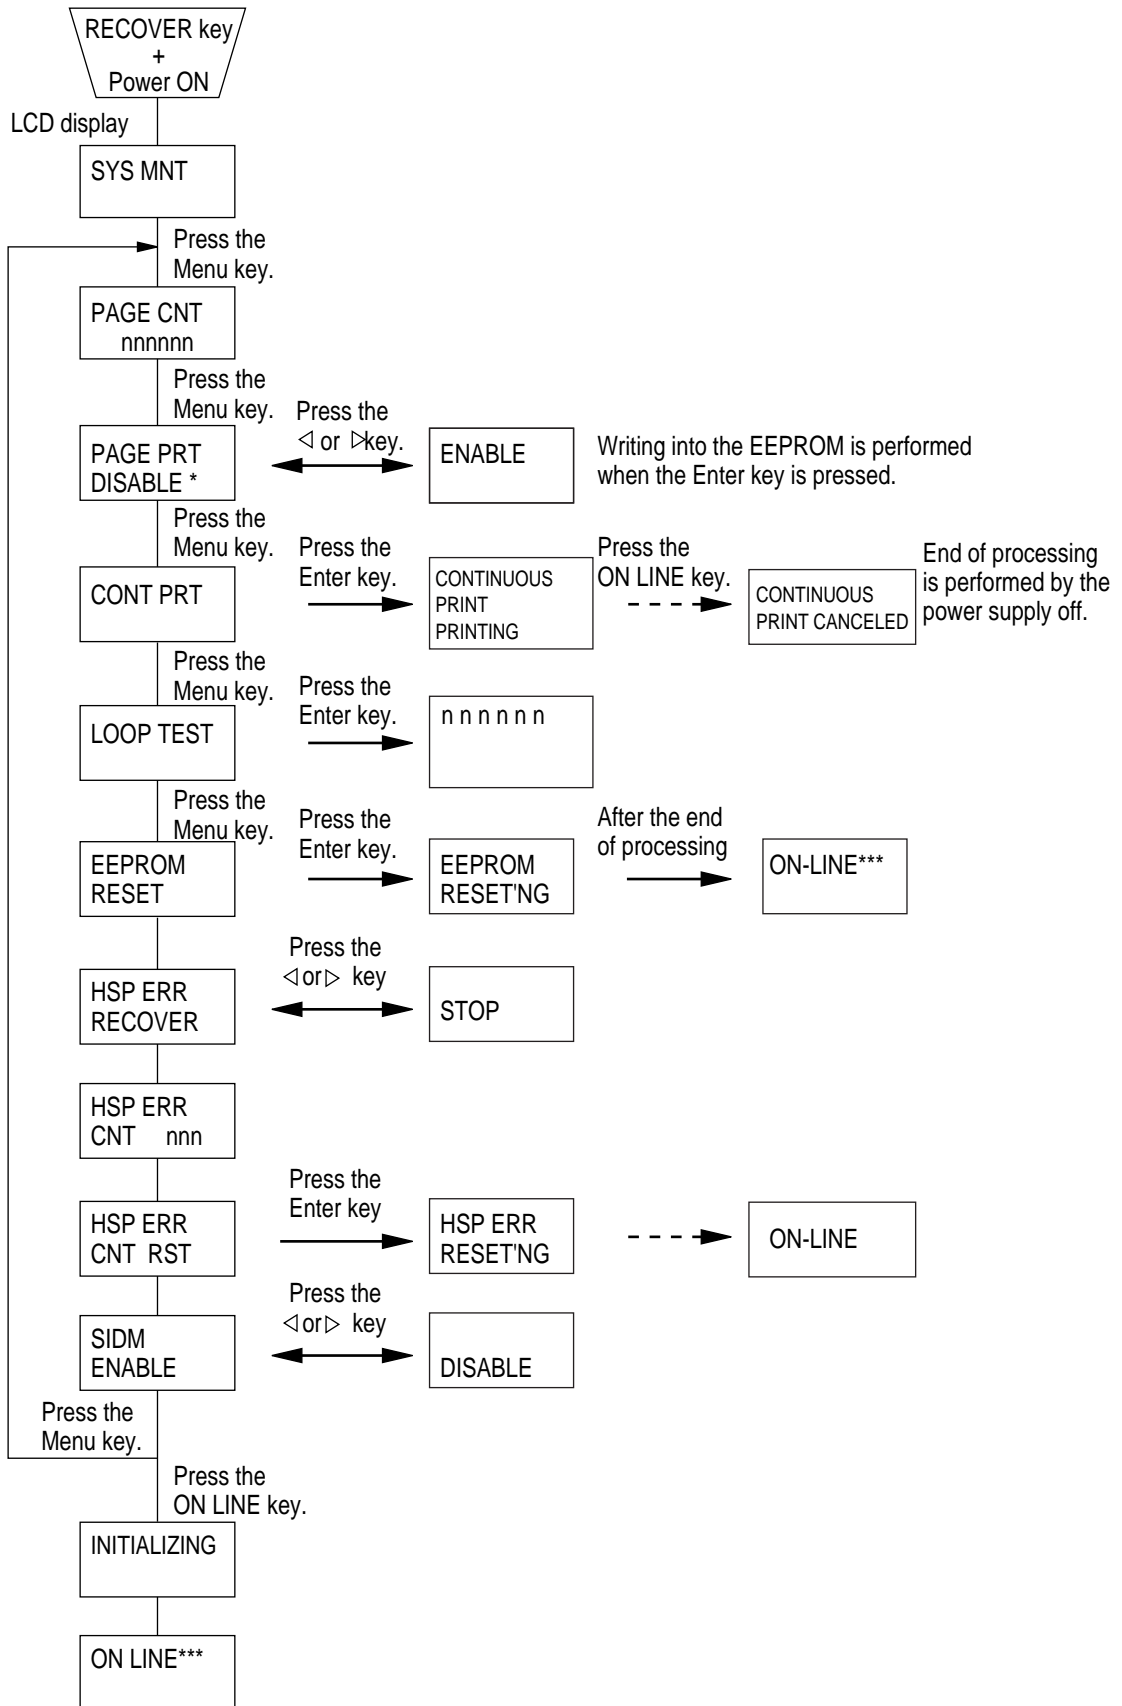 RECOVER key
+
Power ON
LCD display
SYS MNT
Press the
Menu key.
PAGE CNT
nnnnnn
Press the
Menu key.
PAGE PRT
DISABLE *
Press the
◁ or ▷key.
ENABLE
Writing into the EEPROM is performed
when the Enter key is pressed.
Press the
Menu key.
CONT PRT
Press the
Enter key.
CONTINUOUS
PRINT
PRINTING
Press the
ON LINE key.
CONTINUOUS
PRINT CANCELED
End of processing
is performed by the
power supply off.
Press the
Menu key.
LOOP TEST
Press the
Enter key.
n n n n n n
Press the
Menu key.
EEPROM
RESET
Press the
Enter key.
EEPROM
RESET'NG
After the end
of processing
ON-LINE***
HSP ERR
RECOVER
Press the
◁ or ▷ key
STOP
HSP ERR
CNT nnn
HSP ERR
CNT RST
Press the
Enter key
HSP ERR
RESET'NG
ON-LINE
SIDM
ENABLE
Press the
◁ or ▷ key
DISABLE
Press the
Menu key.
Press the
ON LINE key.
INITIALIZING
ON LINE***